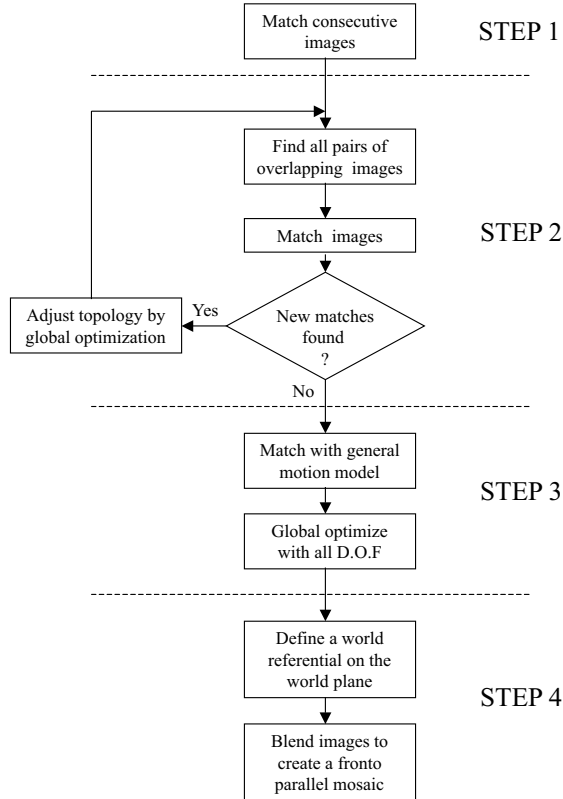 Match consecutive
images
STEP 1
Find all pairs of
overlapping images
Match images
STEP 2
Adjust topology by
global optimization
Yes
New matches
found
?
No
Match with general
motion model
STEP 3
Global optimize
with all D.O.F
Define a world
referential on the
world plane
STEP 4
Blend images to
create a fronto
parallel mosaic